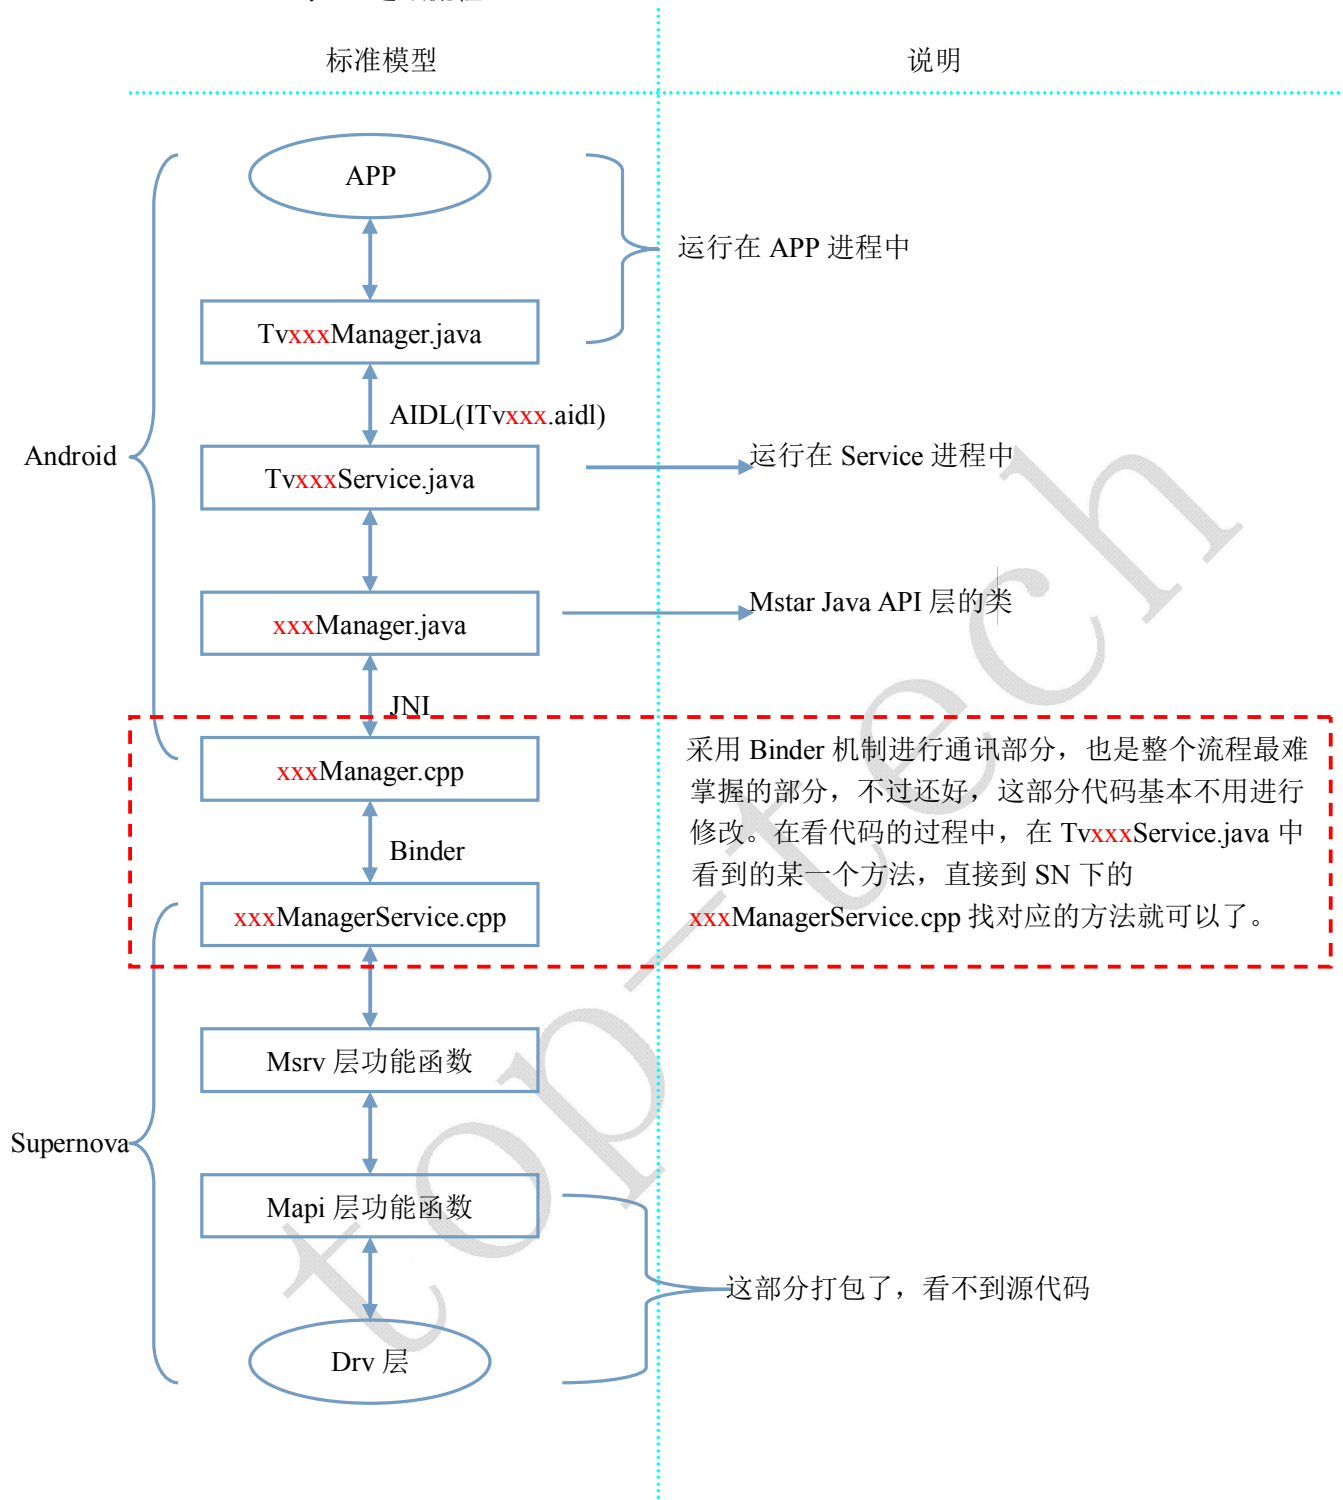 标准模型
说明
APP
运行在 APP 进程中
TvxxxManager.java
AIDL(ITvxxx.aidl)
Android
运行在 Service 进程中
TvxxxService.java
Mstar Java API 层的类
xxxManager.java
JNI
xxxManager.cpp
采用 Binder 机制进行通讯部分，也是整个流程最难
掌握的部分，不过还好，这部分代码基本不用进行
修改。在看代码的过程中，在 TvxxxService.java 中
看到的某一个方法，直接到 SN 下的
xxxManagerService.cpp 找对应的方法就可以了。
Binder
xxxManagerService.cpp
Msrv 层功能函数
Supernova
Mapi 层功能函数
这部分打包了，看不到源代码
Drv 层
top-tech